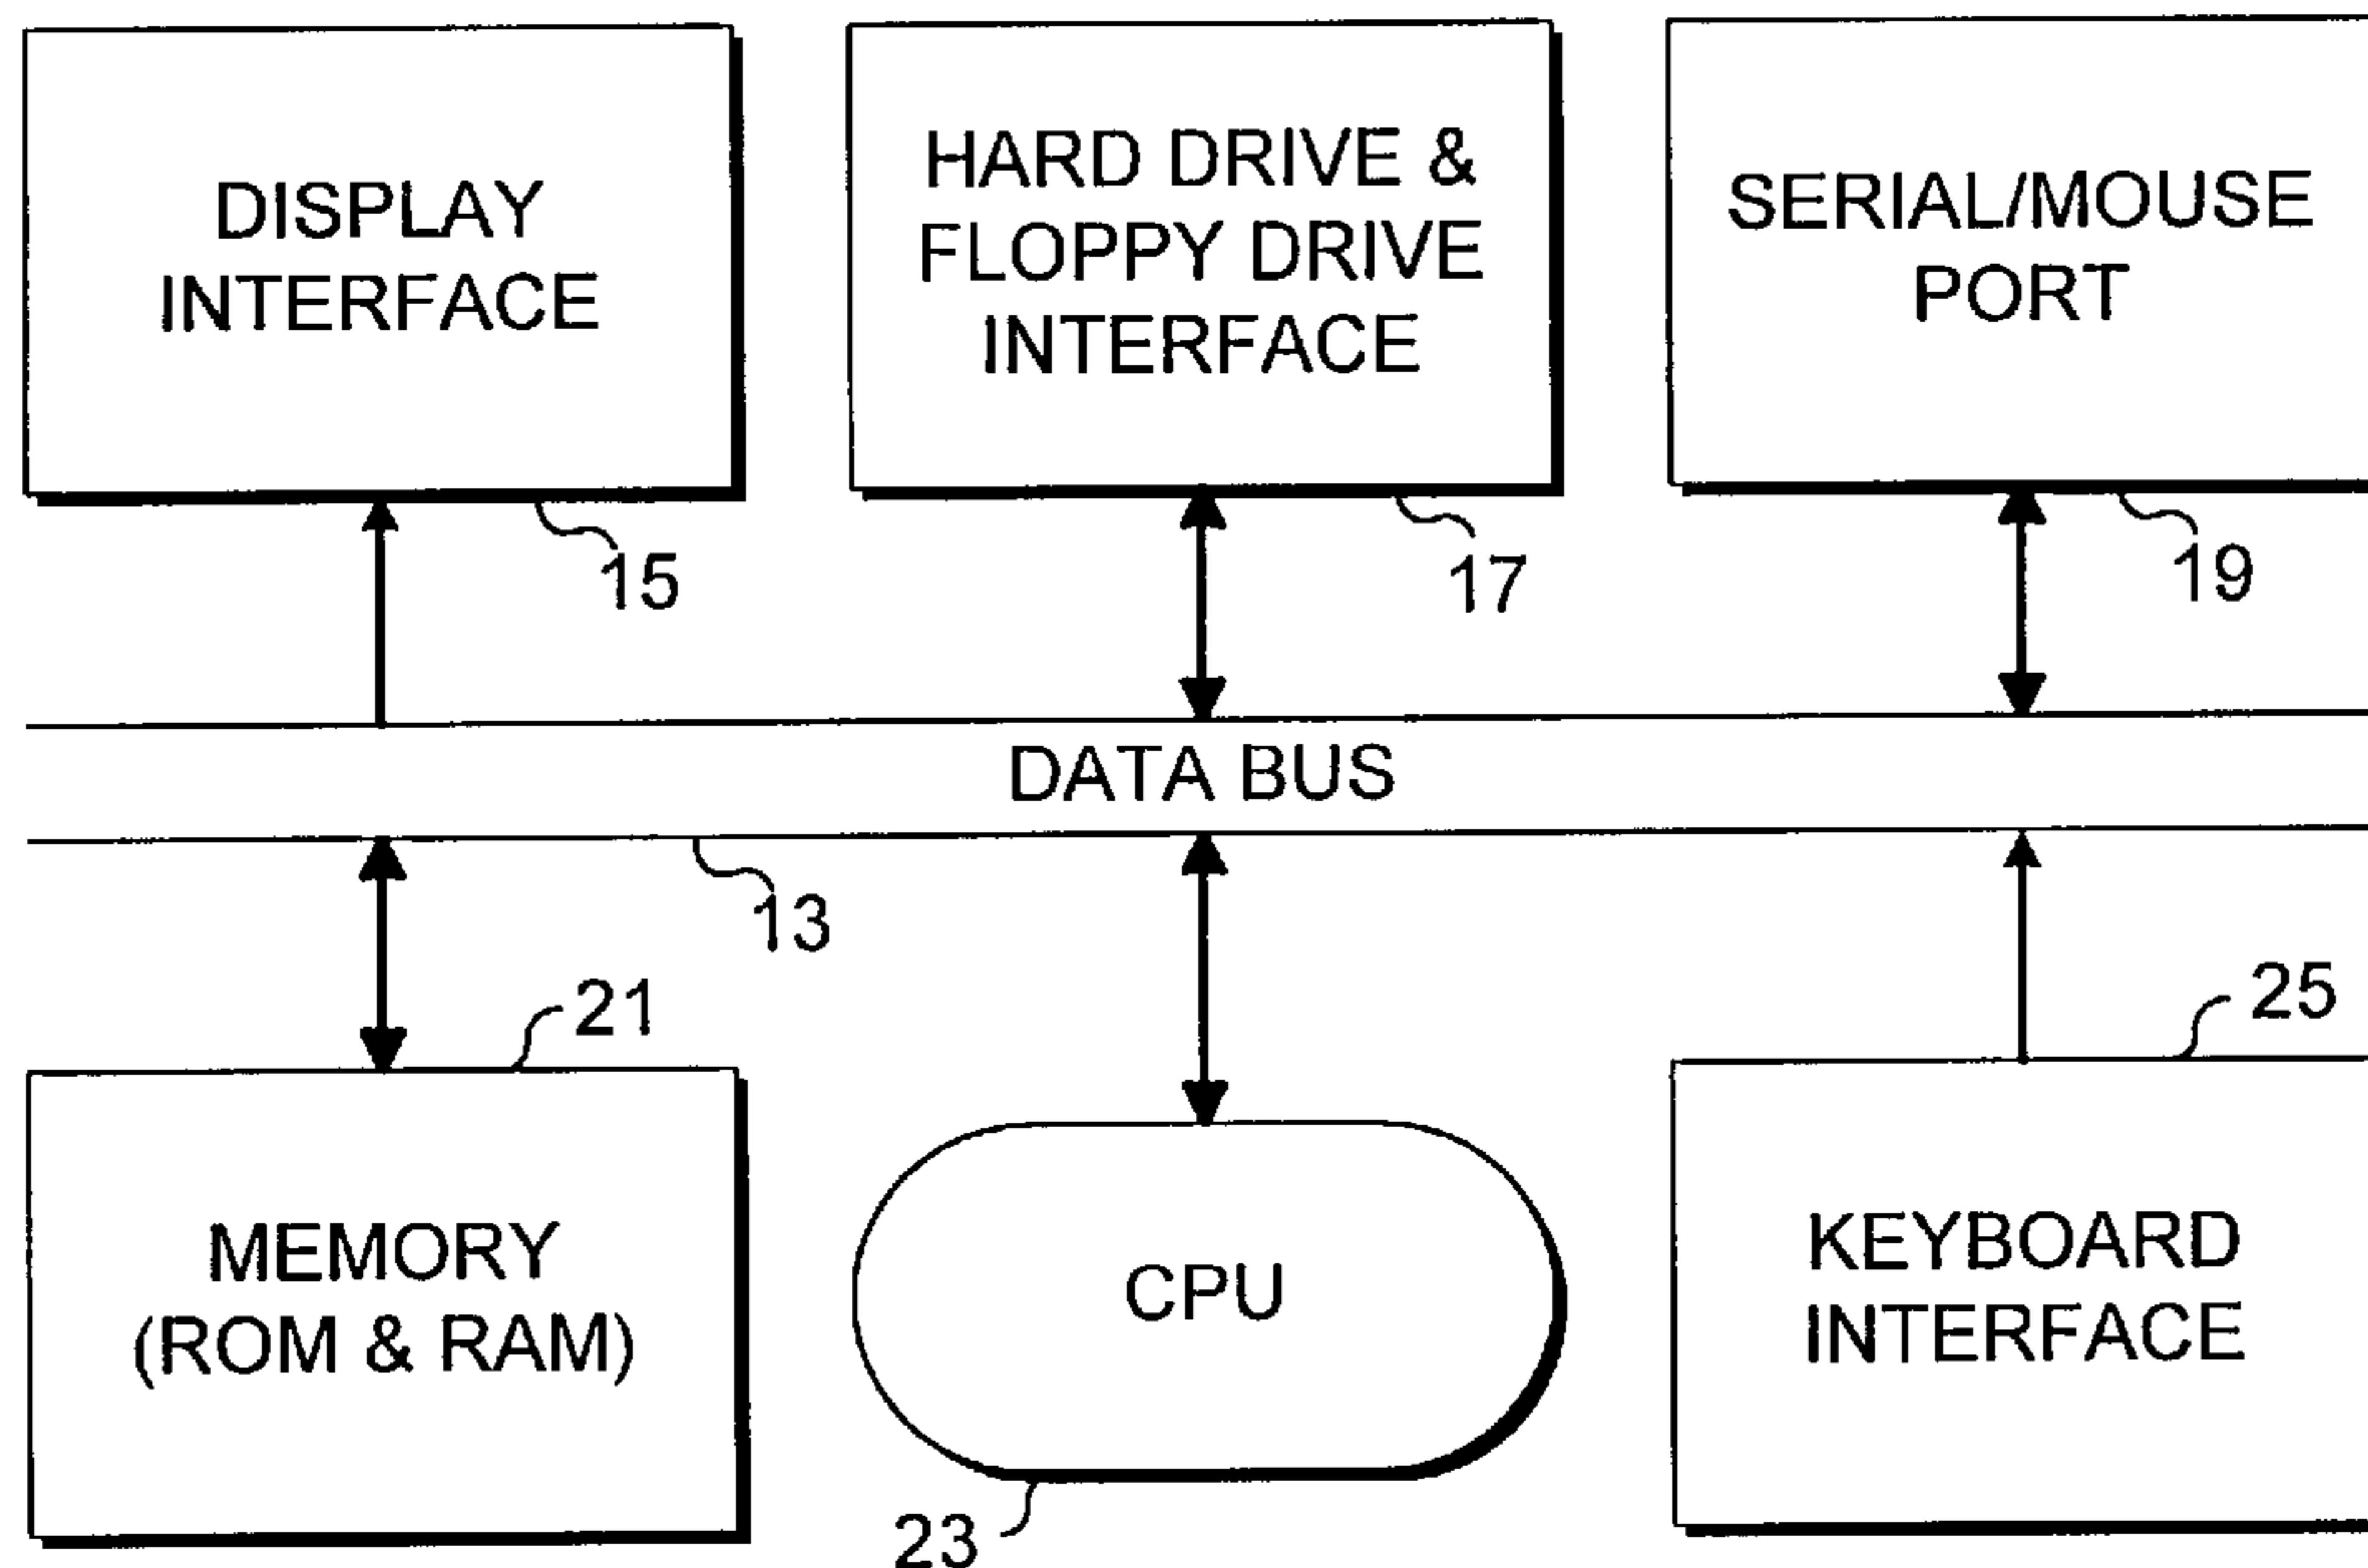 DISPLAY
INTERFACE
15
HARD DRIVE &
FLOPPY DRIVE
INTERFACE
17
SERIAL/MOUSE
PORT
19
DATA BUS
13
21
MEMORY
(ROM & RAM)
CPU
23
25
KEYBOARD
INTERFACE